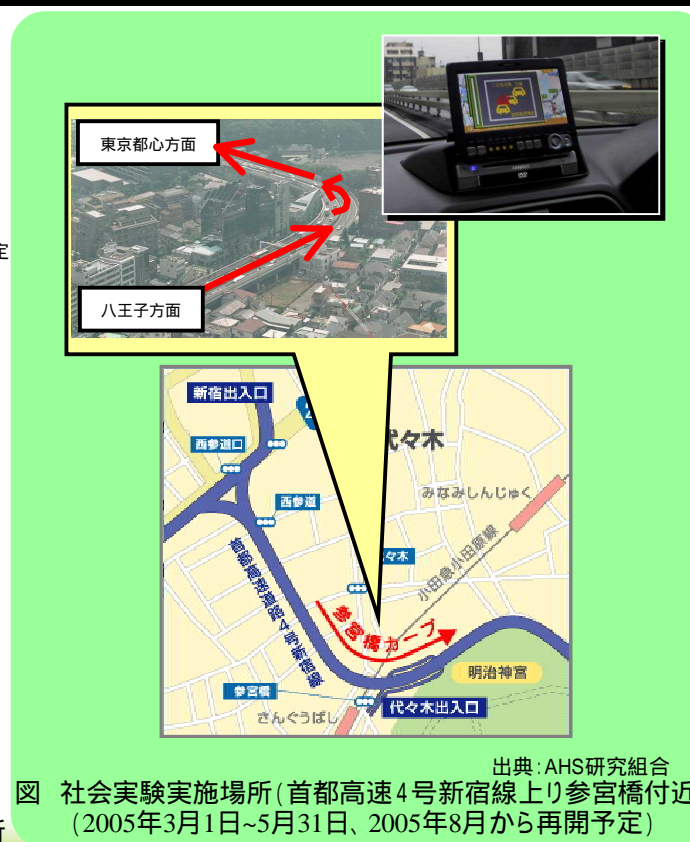 東京都心方面
八王子方面
定
新宿出入口
西参道口
西参道
代々木
みなみしんじゅく
小田急小田原線
首都高速道路4号新宿線
参宮橋カーブ
明治神宮
参宮橋
さんぐうばし
代々木出入口
出典:AHS研究組合
図 社会実験実施場所(首都高速4号新宿線上り参宮橋付近
(2005年3月1日~5月31日、2005年8月から再開予定)